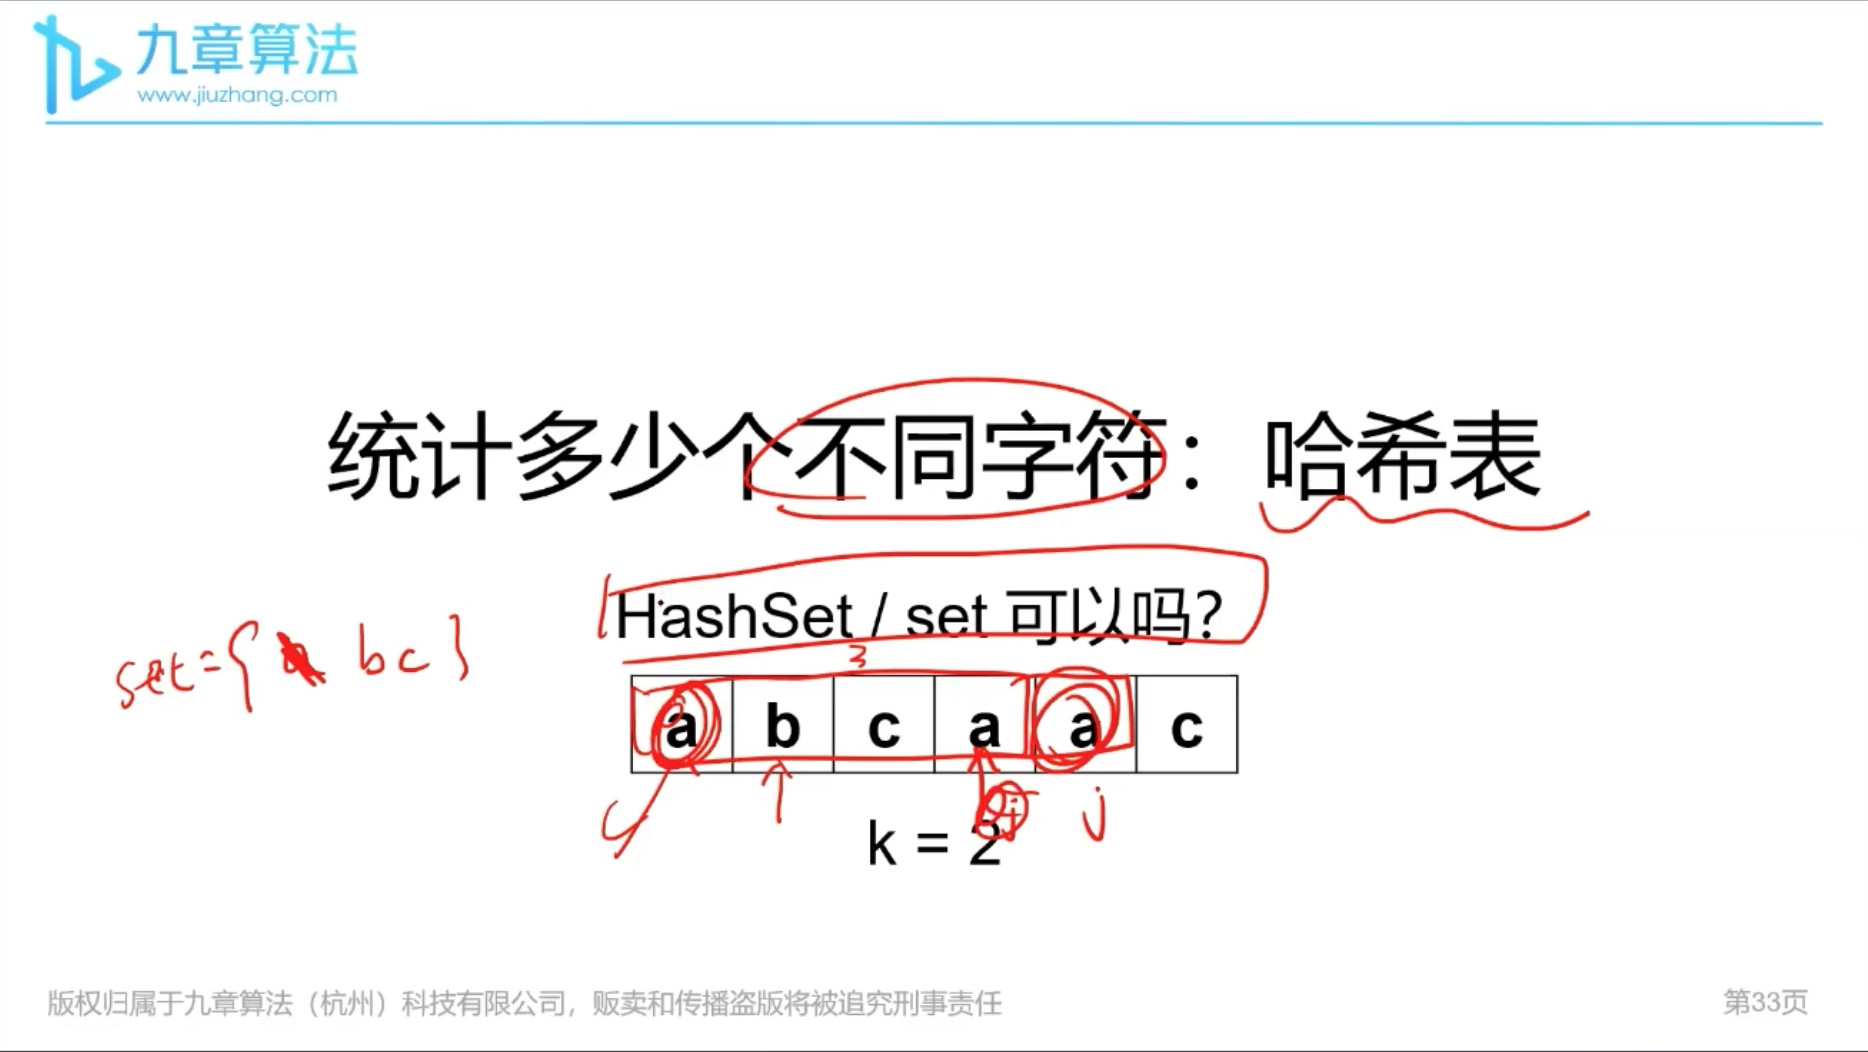 九章算法
www.jiuzhang.com
统计多少个不同字符：哈希表
HashSet / set 可以吗？
set={a bc}
3
a b c a a c
j
k = 2
版权归属于九章算法（杭州）科技有限公司，贩卖和传播盗版将被追究刑事责任
第33页